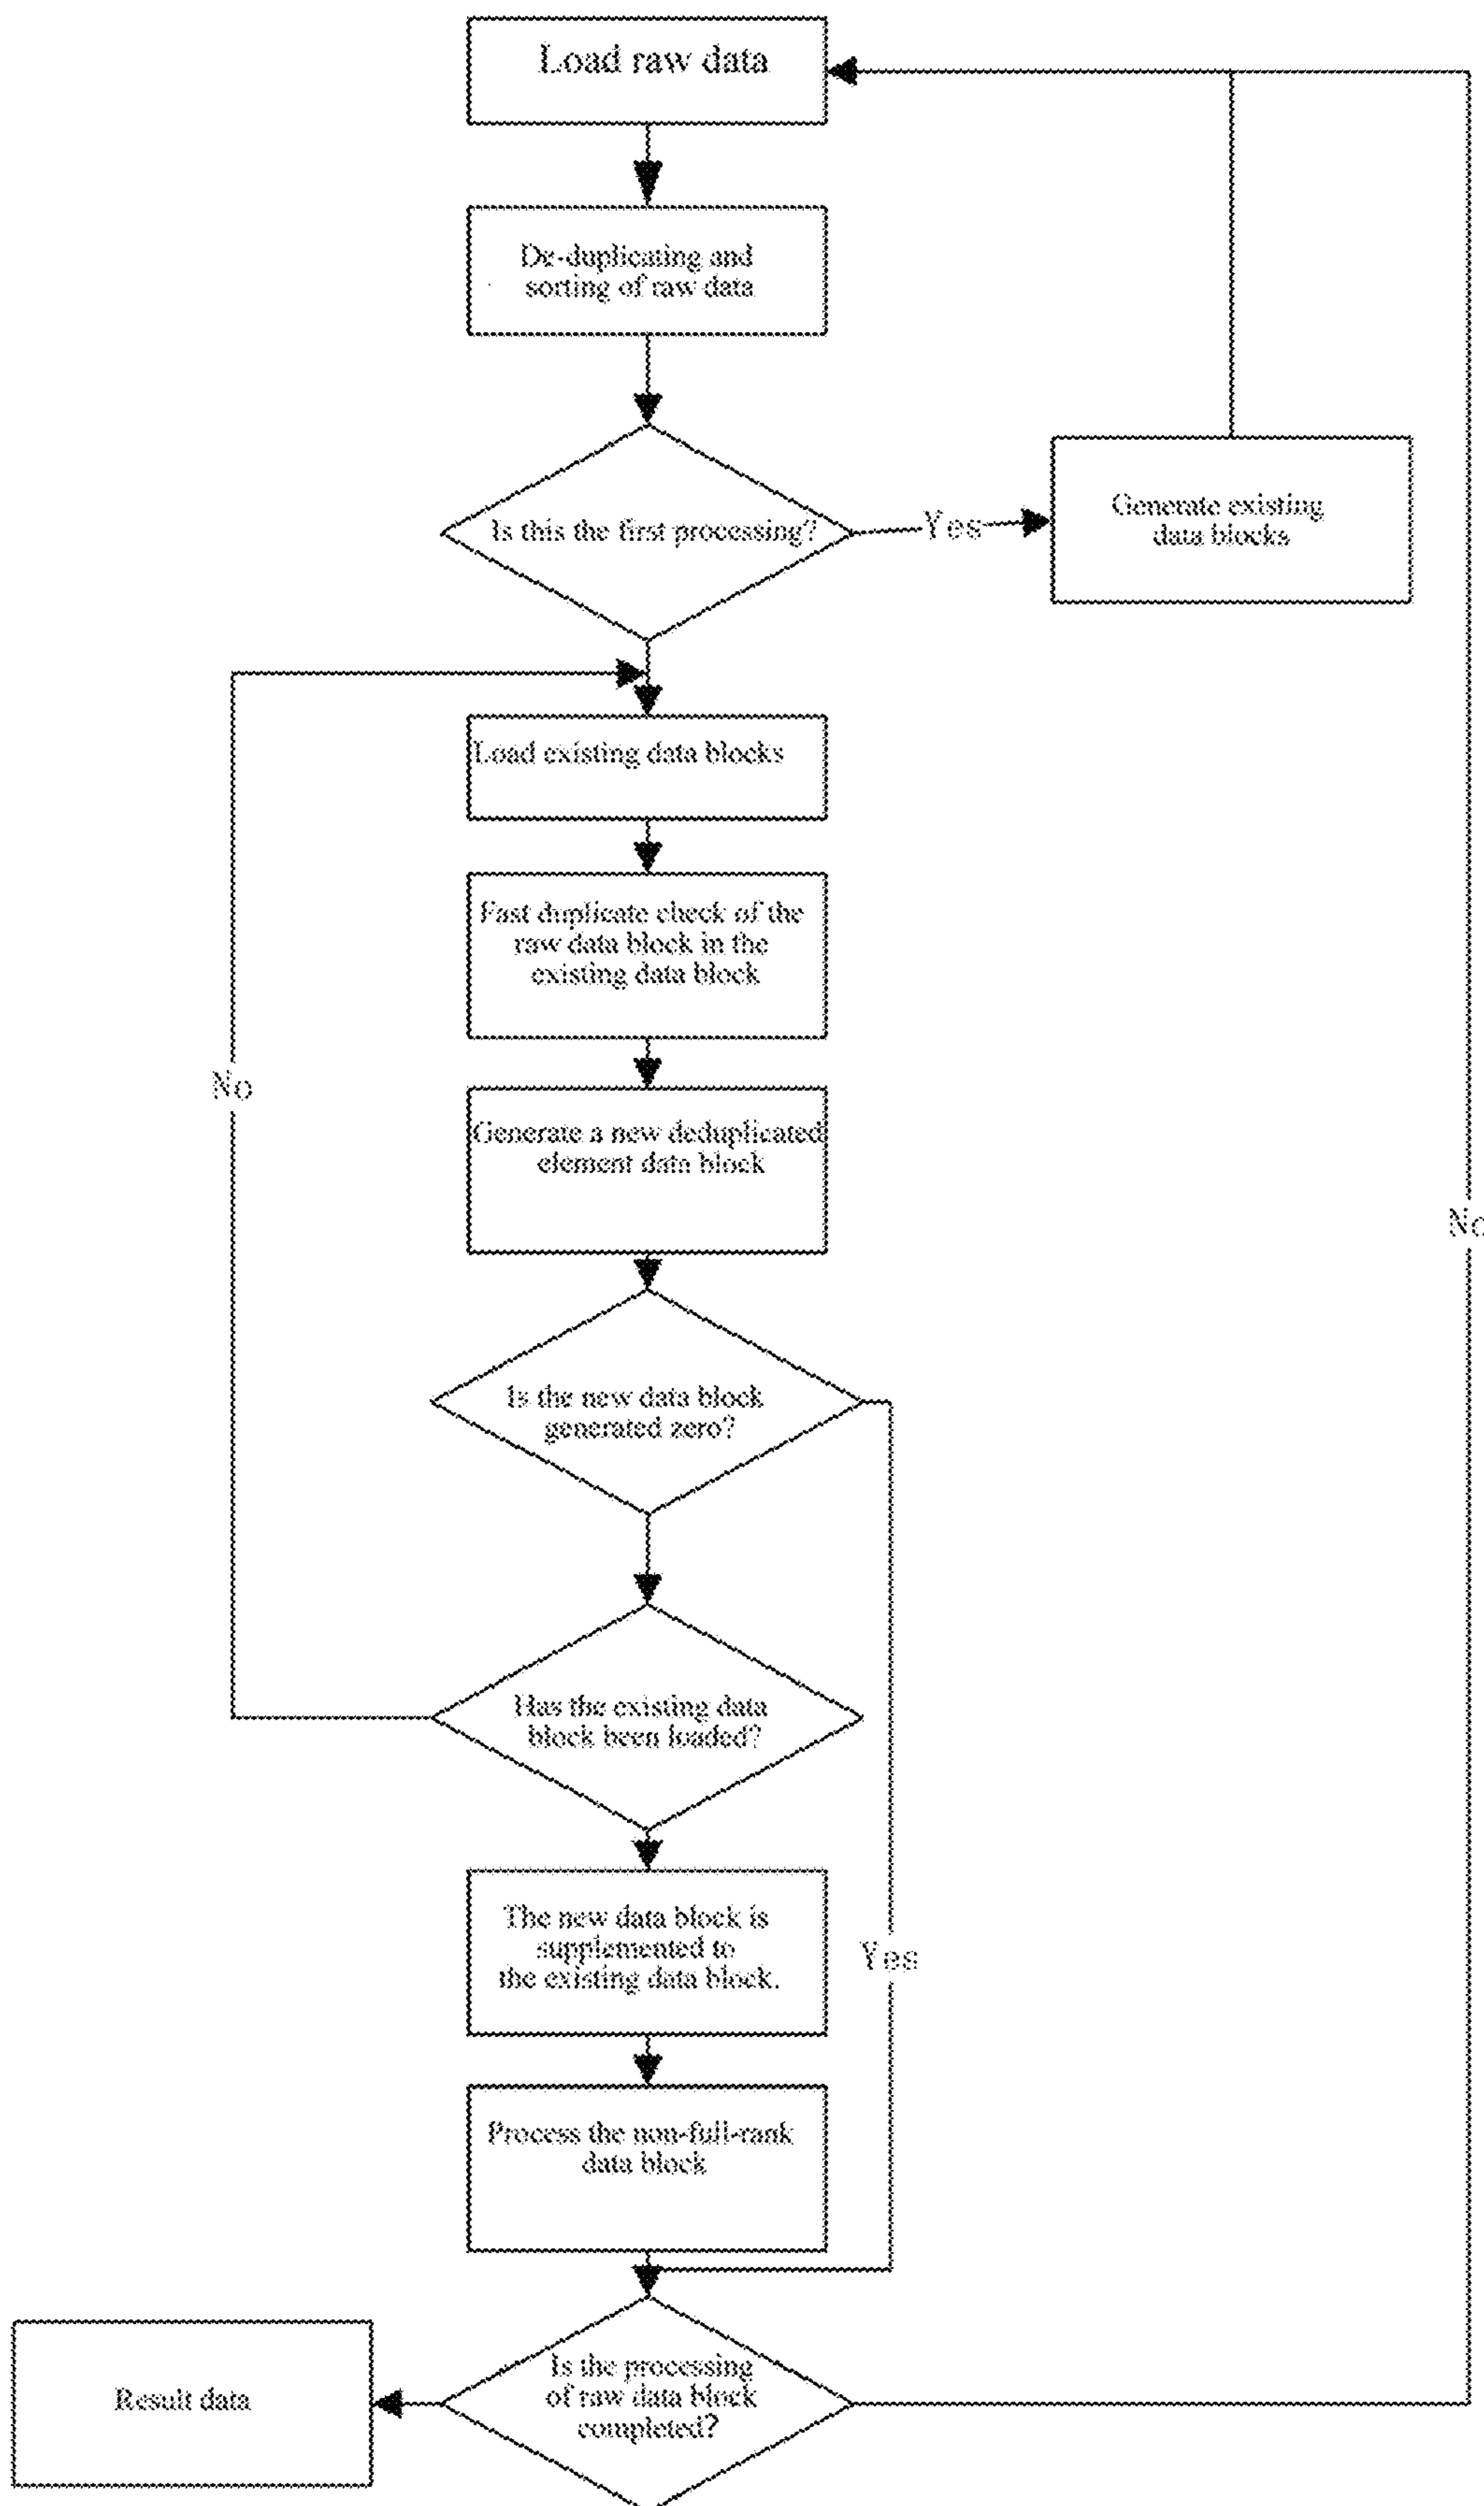 Load raw data
De-duplicating and
sorting of raw data
Is this the first processing?
Yes
Generate existing
data blocks
Load existing data blocks
Fast duplicate check of the
raw data block in the
existing data block
No
Generate a new deduplicated
element data block
No
Is the new data block
generated zero?
Has the existing data
block been loaded?
The new data block is
supplemented to
the existing data block.
Yes
Process the non-full-rank
data block
Is the processing
of raw data block
completed?
Result data